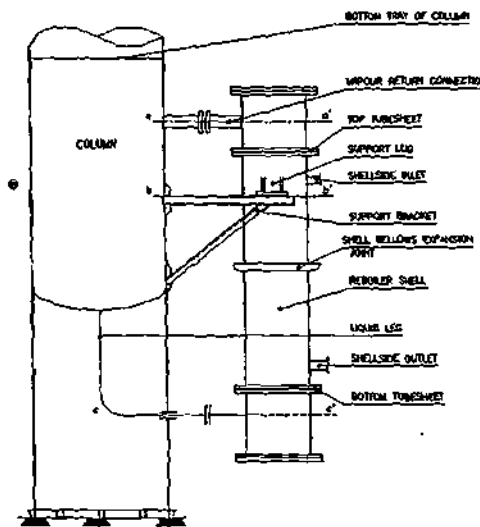 BOTTOM TRAY OF COLUMN
VAPOUR RETURN CONNECTION
a
a'
TOP TUBESHEET
COLUMN
SUPPORT LUG
SHELLSIDE INLET
b
b'
SUPPORT BRACKET
SHELL BELLOWS EXPANSION
JOINT
REBOILER SHELL
LIQUID LEG
SHELLSIDE OUTLET
BOTTOM TUBESHEET
c
c'